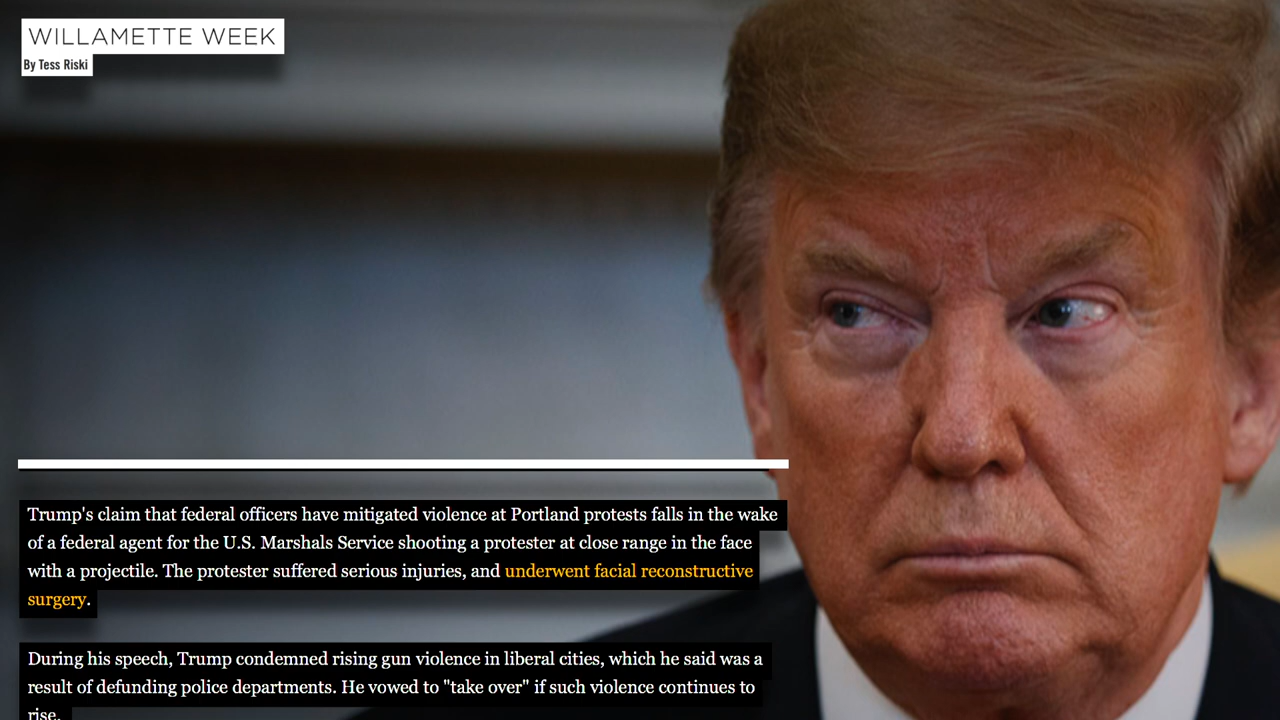 WILLAMETTE WEEK
By Tess Riski
Trump's claim that federal officers have mitigated violence at Portland protests falls in the wake
of a federal agent for the U.S. Marshals Service shooting a protester at close range in the face
with a projectile. The protester suffered serious injuries, and underwent facial reconstructive
surgery.
During his speech, Trump condemned rising gun violence in liberal cities, which he said was a
result of defunding police departments. He vowed to "take over" if such violence continues to
rise.